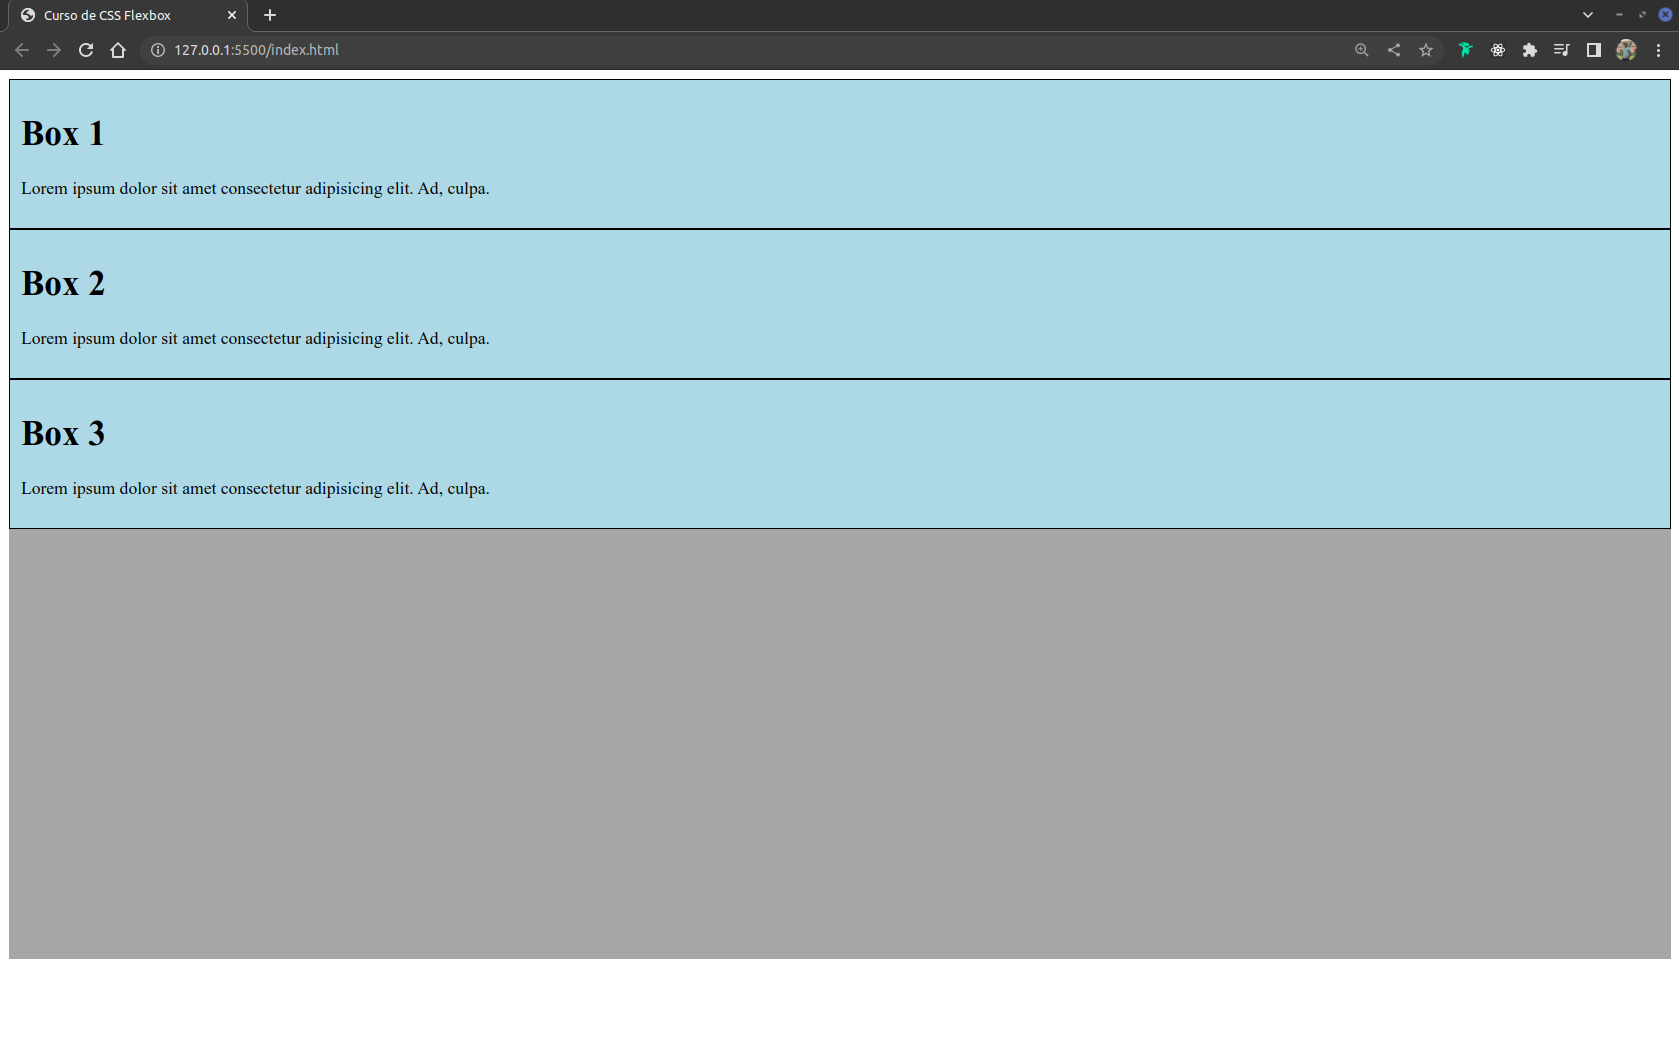 Curso de CSS Flexbox
127.0.0.1:5500/index.html
Box 1
Lorem ipsum dolor sit amet consectetur adipisicing elit. Ad, culpa.
Box 2
Lorem ipsum dolor sit amet consectetur adipisicing elit. Ad, culpa.
Box 3
Lorem ipsum dolor sit amet consectetur adipisicing elit. Ad, culpa.